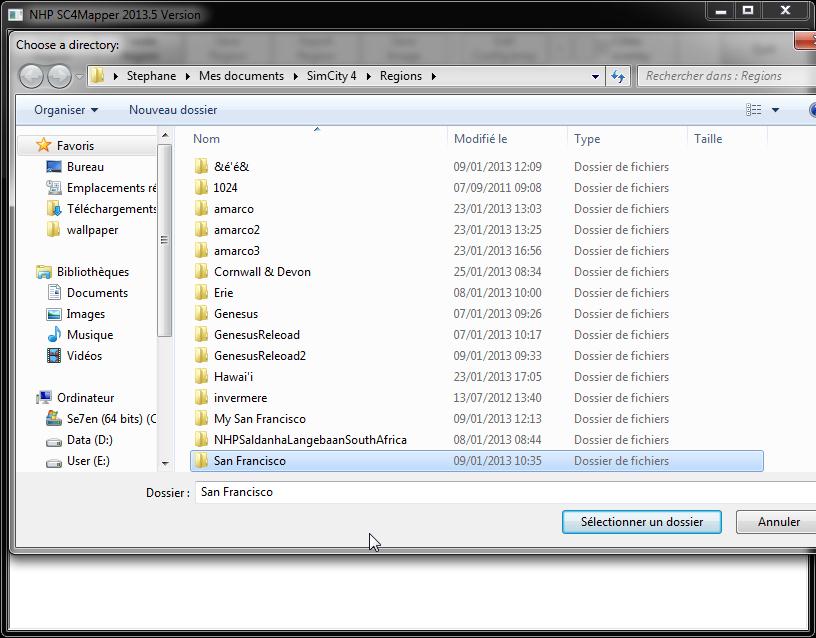 NHP SC4Mapper 2013.5 Version
Choose a directory:
Stephane Mes documents SimCity 4 Regions
Rechercher dans : Regions
Organiser Nouveau dossier
Nom Modifié le Type Taille
Favoris
Bureau
Emplacements ré
Téléchargements
wallpaper
Bibliothèques
Documents
Images
Musique
Vidéos
Ordinateur
Se7en (64 bits) (C
Data (D:)
User (E:)
&é'é& 09/01/2013 12:09 Dossier de fichiers
1024 07/09/2011 09:08 Dossier de fichiers
amarco 23/01/2013 13:03 Dossier de fichiers
amarco2 23/01/2013 13:25 Dossier de fichiers
amarco3 23/01/2013 16:56 Dossier de fichiers
Cornwall & Devon 25/01/2013 08:34 Dossier de fichiers
Erie 08/01/2013 10:00 Dossier de fichiers
Genesus 07/01/2013 09:26 Dossier de fichiers
GenesusReleoad 07/01/2013 10:17 Dossier de fichiers
GenesusReleoad2 09/01/2013 09:33 Dossier de fichiers
Hawai'i 23/01/2013 17:05 Dossier de fichiers
invermere 13/07/2012 13:40 Dossier de fichiers
My San Francisco 09/01/2013 12:13 Dossier de fichiers
NHPSaldanhaLangebaanSouthAfrica 08/01/2013 08:44 Dossier de fichiers
San Francisco 09/01/2013 10:35 Dossier de fichiers
Dossier : San Francisco
Sélectionner un dossier Annuler